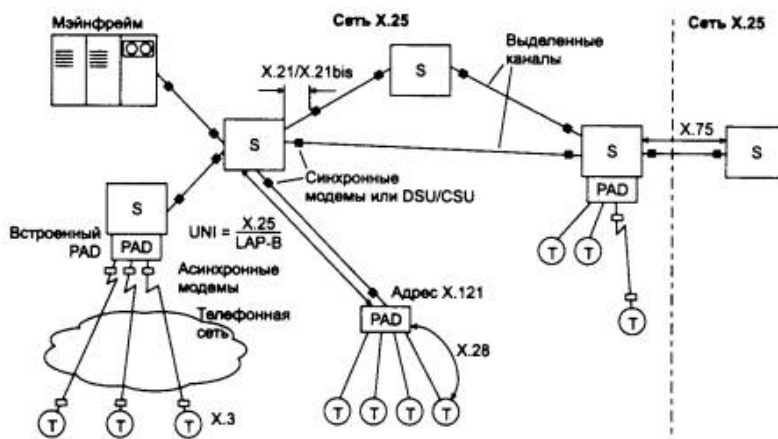 Мэйнфрейм
Сеть X.25
Сеть X.25
X.21/X.21bis
S
Выделенные
каналы
S
S
X.75
S
Синхронные
модемы или DSU/CSU
PAD
S
Встроенный
PAD
PAD
UNI =
X.25
LAP-B
T
T
Асинхронные
модемы
Адрес X.121
Телефонная
сеть
PAD
T
X.28
T
T
T
X.3
T
T
T
T